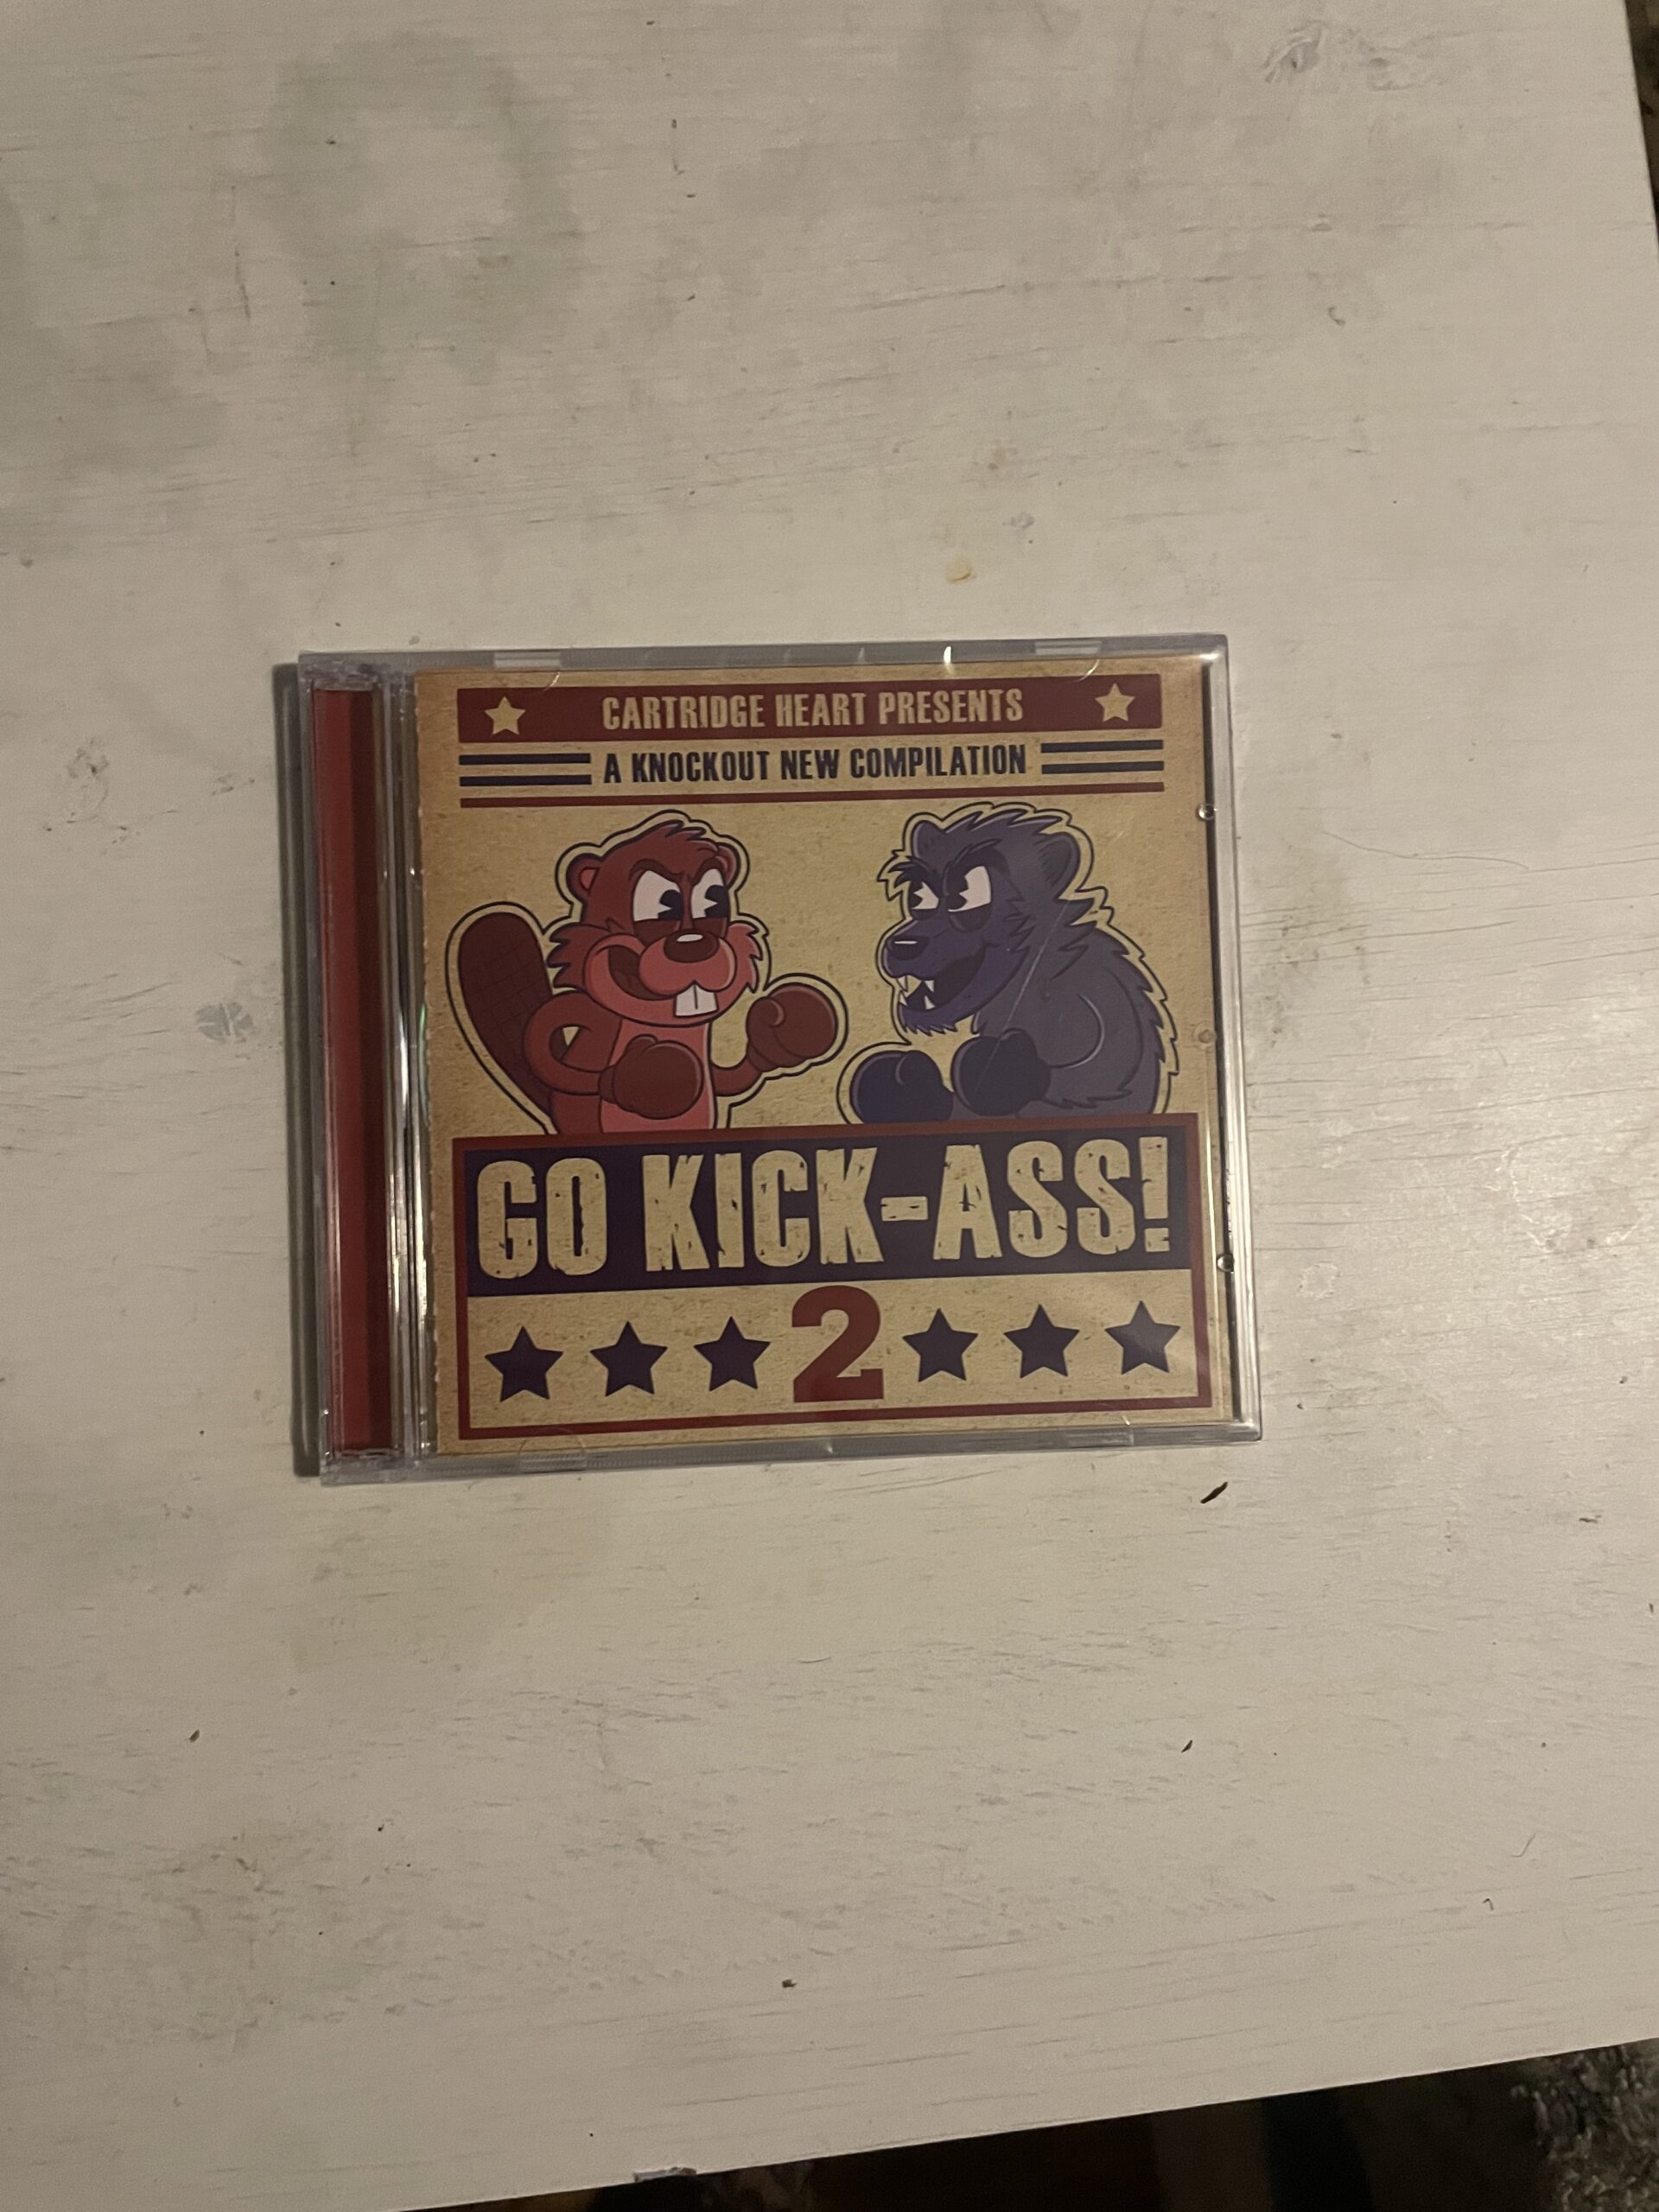 CARTRIDGE HEART PRESENTS
A KNOCKOUT NEW COMPILATION
GO KICK-ASS!
2